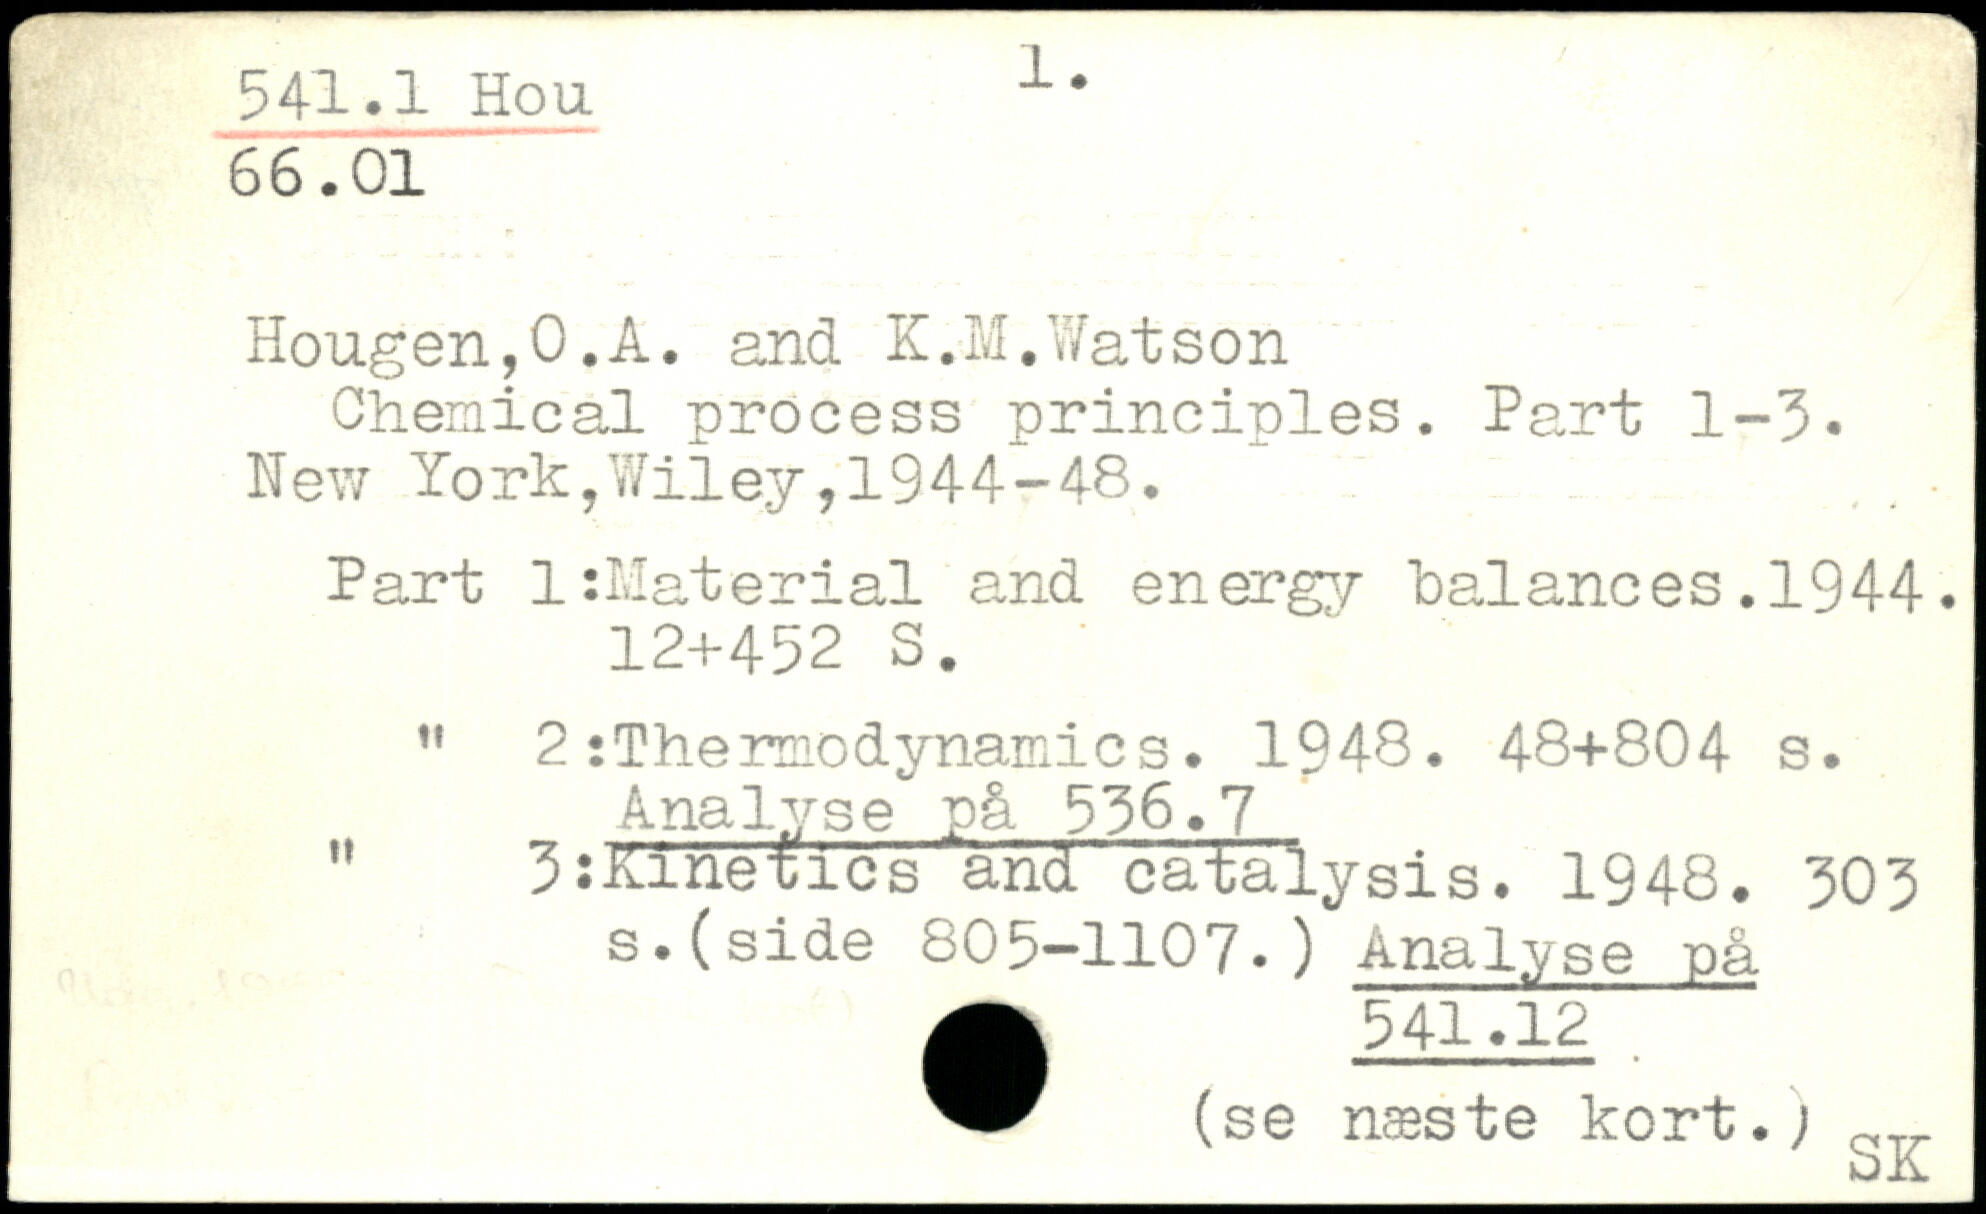 541.1 Hou
1.
66.01
Hougen,O.A. and K.M.Watson
Chemical process principles. Part 1-3.
New York,Wiley,1944-48.
Part 1:Material and energy balances.1944.
12+452 S.
" 2:Thermodynamics. 1948. 48+804 s.
Analyse på 536.7
" 3:Kinetics and catalysis. 1948. 303
s.(side 805-1107.) Analyse på
541.12
(se næste kort.)
SK